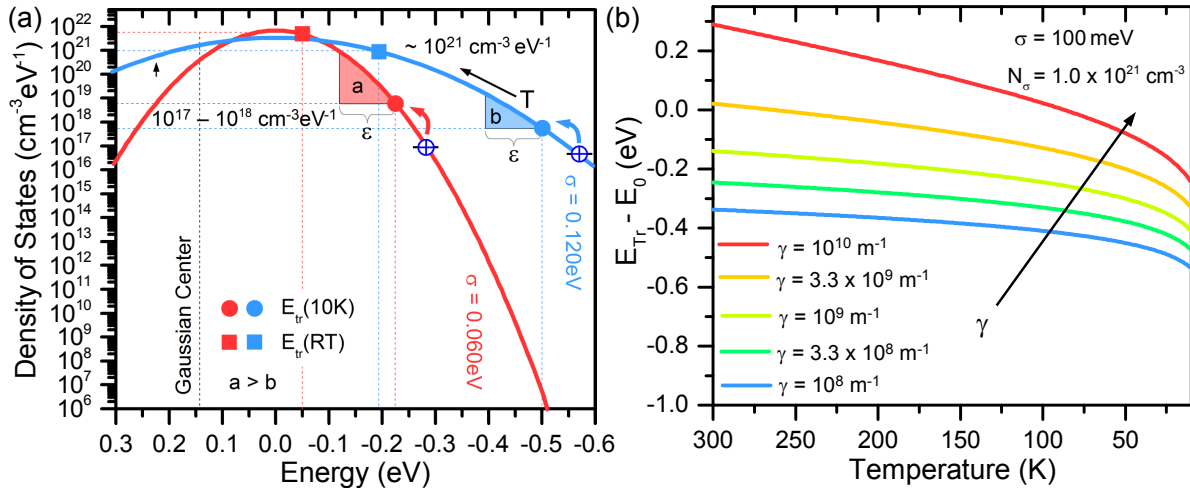 (a)
Density of States (cm⁻³eV⁻¹)
10²²
10²¹
10²⁰
10¹⁹
10¹⁸
10¹⁷
10¹⁶
10¹⁵
10¹⁴
10¹³
10¹²
10¹¹
10¹⁰
10⁹
10⁸
10⁷
10⁶
~ 10²¹ cm⁻³ eV⁻¹
T
a
b
ε
ε
10¹⁷ – 10¹⁸ cm⁻³eV⁻¹
Gaussian Center
σ = 0.060eV
σ = 0.120eV
E_tr(10K)
E_tr(RT)
a > b
0.3 0.2 0.1 0.0 -0.1 -0.2 -0.3 -0.4 -0.5 -0.6
Energy (eV)
(b)
E_Tr - E_0 (eV)
0.2
0.0
-0.2
-0.4
-0.6
-0.8
-1.0
σ = 100 meV
N_σ = 1.0 x 10²¹ cm⁻³
γ = 10¹⁰ m⁻¹
γ = 3.3 x 10⁹ m⁻¹
γ = 10⁹ m⁻¹
γ = 3.3 x 10⁸ m⁻¹
γ = 10⁸ m⁻¹
γ
300 250 200 150 100 50
Temperature (K)